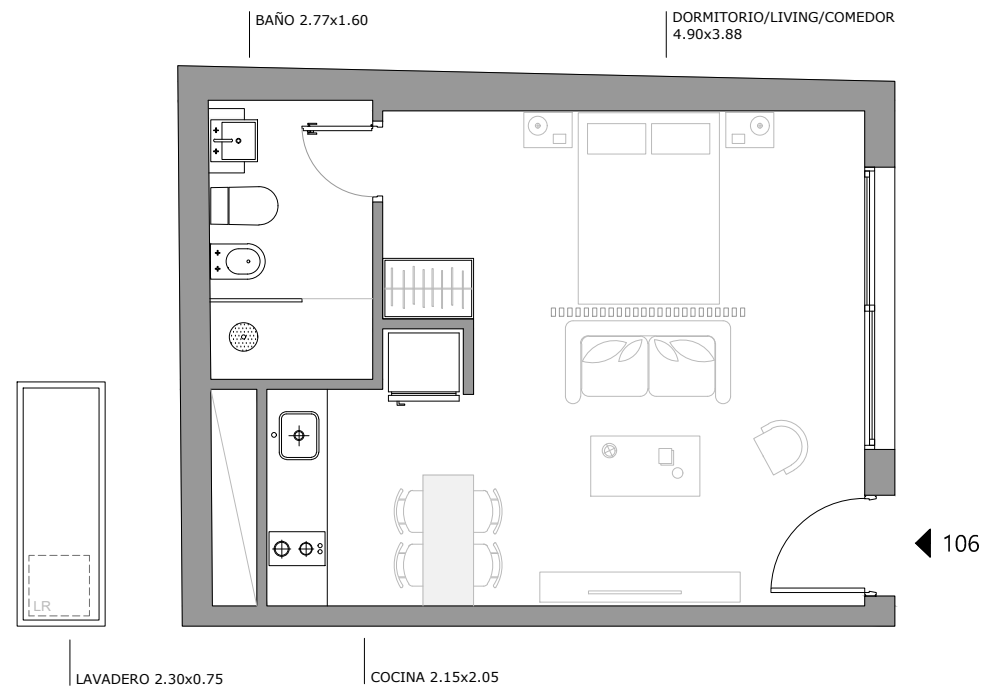 BAÑO 2.77x1.60
DORMITORIO/LIVING/COMEDOR
4.90x3.88
106
LR
LAVADERO 2.30x0.75
COCINA 2.15x2.05